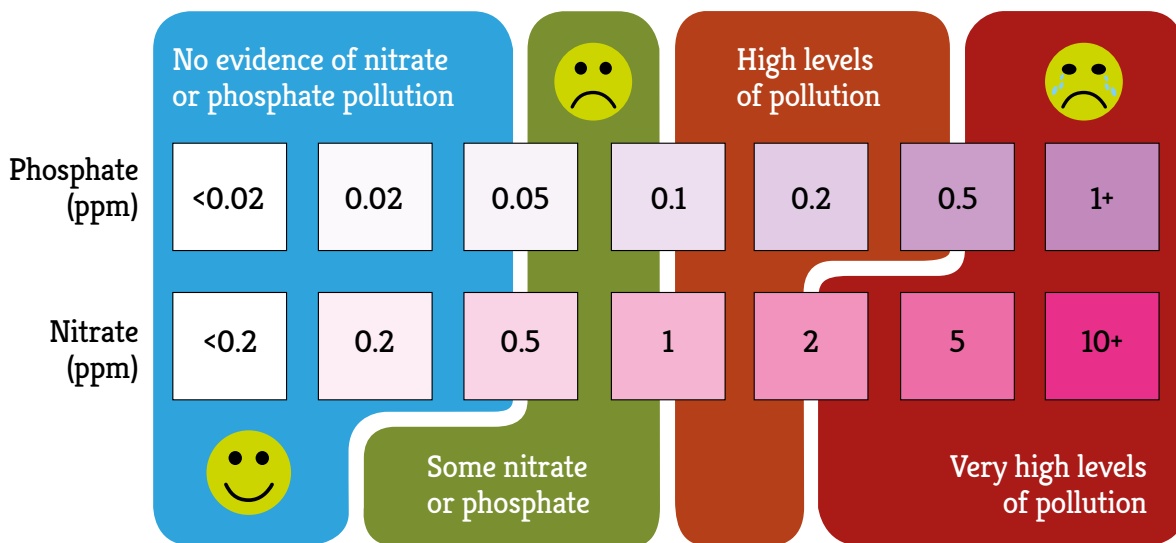 No evidence of nitrate
or phosphate pollution
High levels
of pollution
Phosphate
(ppm)
<0.02 0.02 0.05 0.1 0.2 0.5 1+
Nitrate
(ppm)
<0.2 0.2 0.5 1 2 5 10+
Some nitrate
or phosphate
Very high levels
of pollution